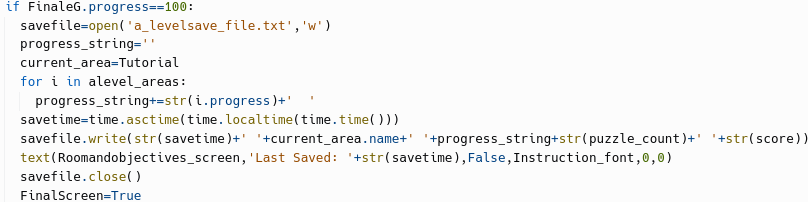 if FinaleG.progress==100:
  savefile=open('a_levelsave_file.txt','w')
  progress_string=''
  current_area=Tutorial
  for i in alevel_areas:
    progress_string+=str(i.progress)+'  '
  savetime=time.asctime(time.localtime(time.time()))
  savefile.write(str(savetime)+' '+current_area.name+' '+progress_string+str(puzzle_count)+' '+str(score))
  text(Roomandobjectives_screen,'Last Saved: '+str(savetime),False,Instruction_font,0,0)
  savefile.close()
  FinalScreen=True